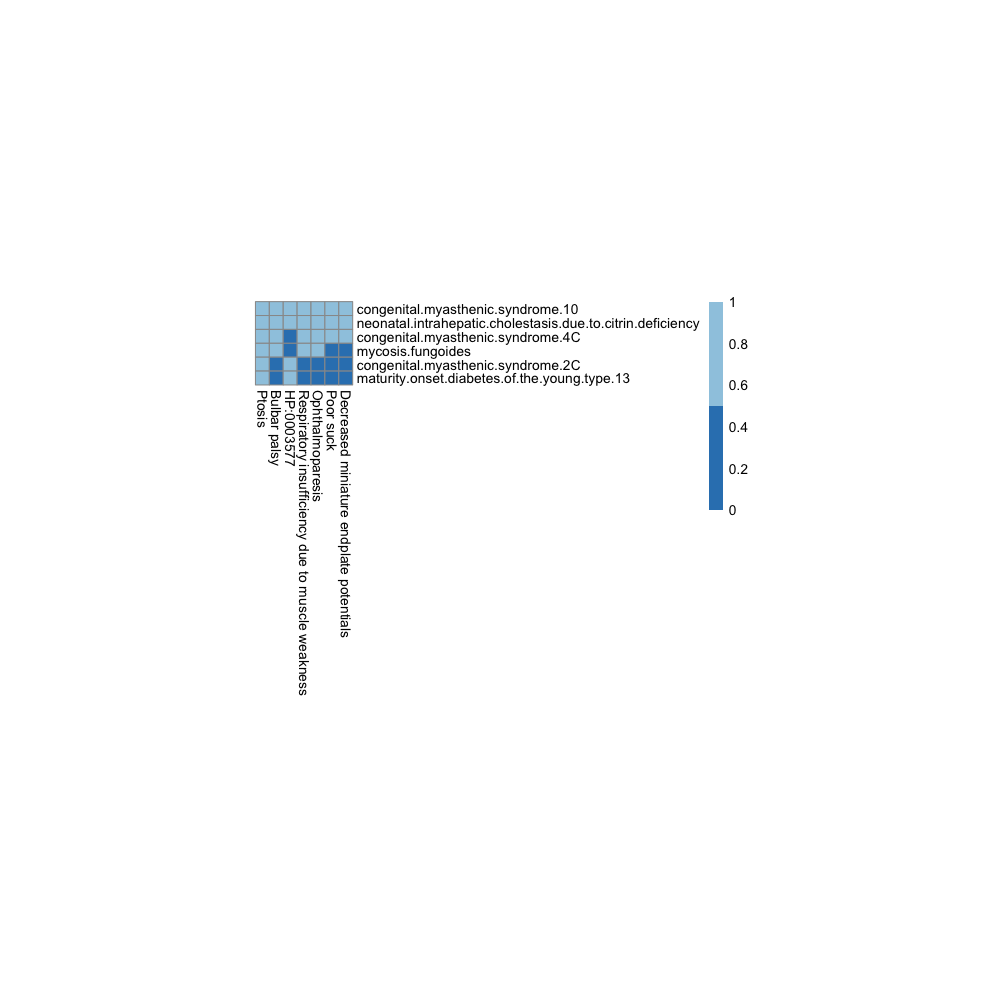 congenital.myasthenic.syndrome.10
neonatal.intrahepatic.cholestasis.due.to.citrin.deficiency
congenital.myasthenic.syndrome.4C
mycosis.fungoides
congenital.myasthenic.syndrome.2C
maturity.onset.diabetes.of.the.young.type.13
Ptosis
Bulbar palsy
HP:0003577
Respiratory insufficiency due to muscle weakness
Ophthalmoparesis
Poor suck
Decreased miniature endplate potentials
1
0.8
0.6
0.4
0.2
0